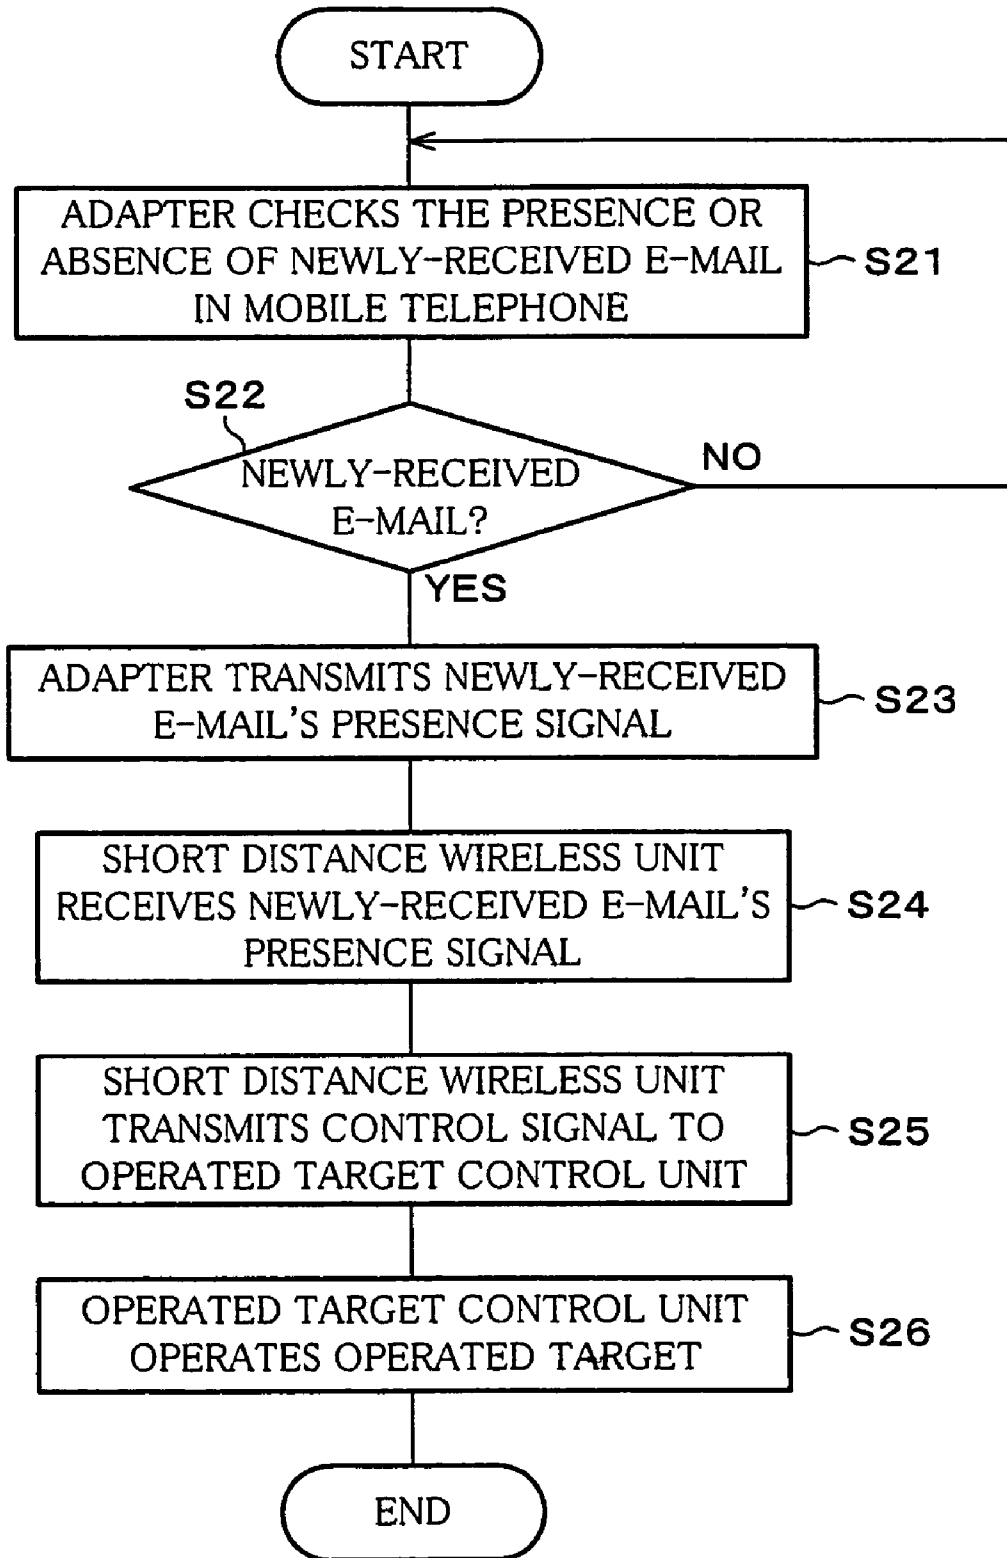 START
ADAPTER CHECKS THE PRESENCE OR
ABSENCE OF NEWLY-RECEIVED E-MAIL
IN MOBILE TELEPHONE
S21
S22
NEWLY-RECEIVED
E-MAIL?
NO
YES
ADAPTER TRANSMITS NEWLY-RECEIVED
E-MAIL'S PRESENCE SIGNAL
S23
SHORT DISTANCE WIRELESS UNIT
RECEIVES NEWLY-RECEIVED E-MAIL'S
PRESENCE SIGNAL
S24
SHORT DISTANCE WIRELESS UNIT
TRANSMITS CONTROL SIGNAL TO
OPERATED TARGET CONTROL UNIT
S25
OPERATED TARGET CONTROL UNIT
OPERATES OPERATED TARGET
S26
END